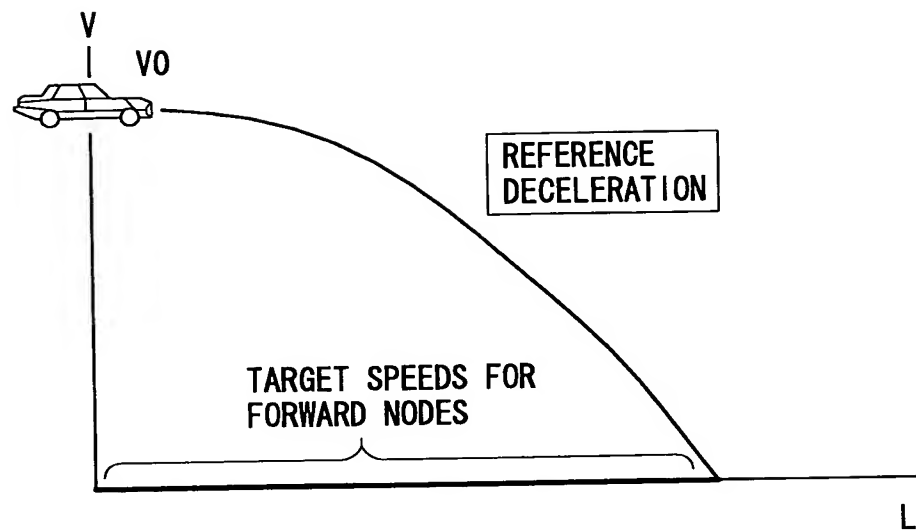 V
V0
REFERENCE
DECELERATION
TARGET SPEEDS FOR
FORWARD NODES
L